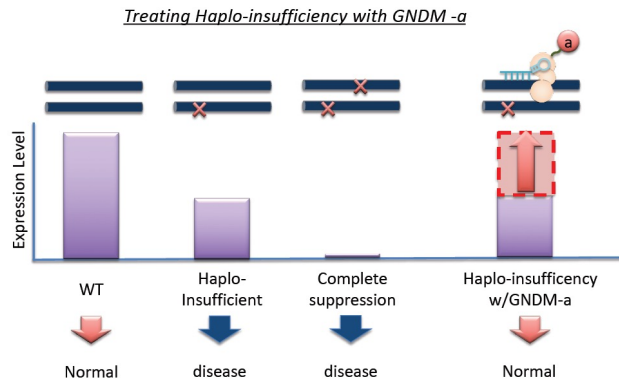 Treating Haplo-insufficiency with GNDM -a
a
Expression Level
WT
Haplo-
Insufficient
Complete
suppression
Haplo-insufficency
w/GNDM-a
Normal
disease
disease
Normal